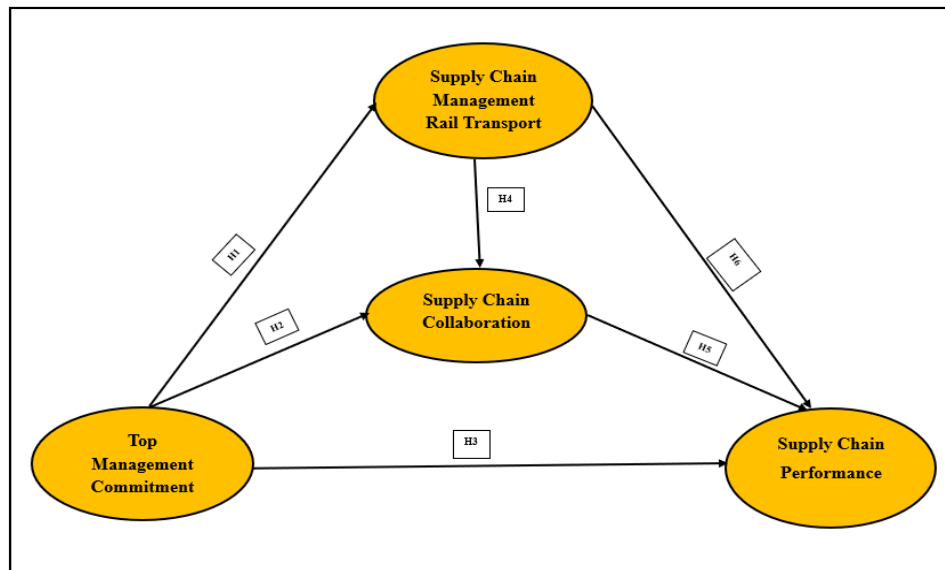 Supply Chain
Management
Rail Transport
H4
H1
H6
Supply Chain
Collaboration
H2
H5
Top
Management
Commitment
H3
Supply Chain
Performance